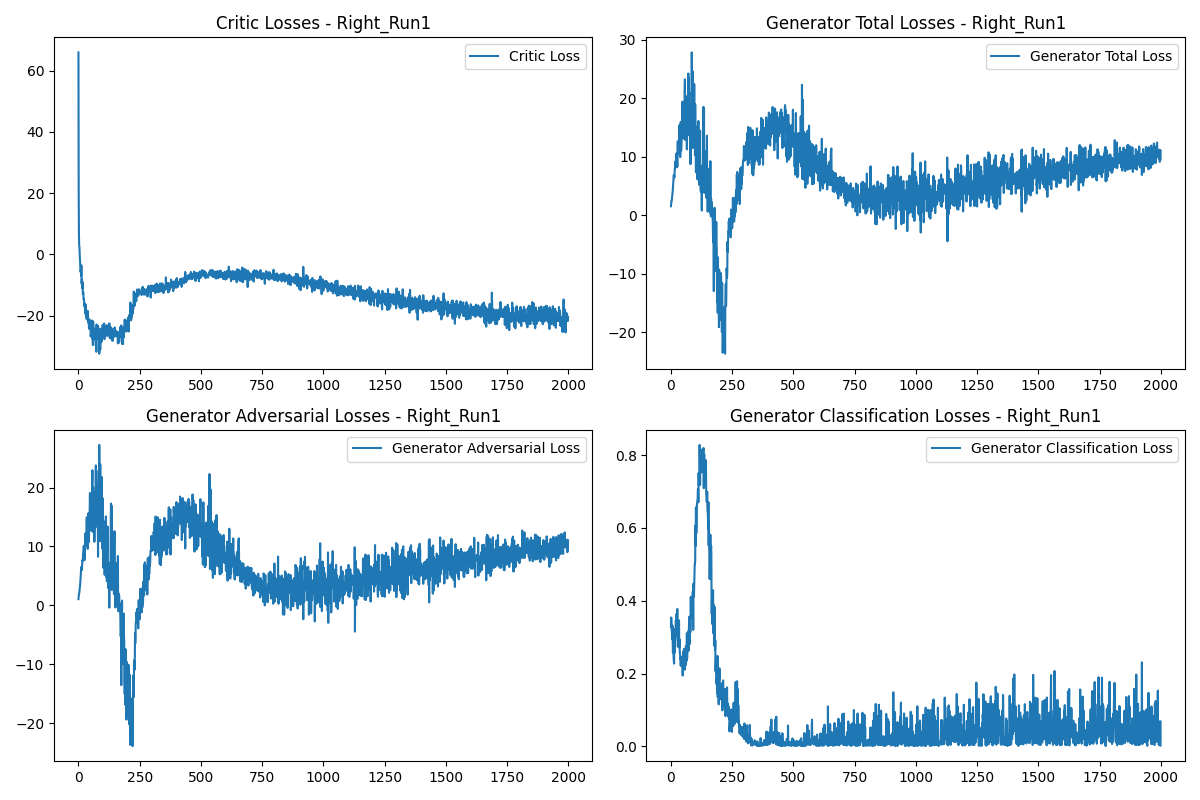 Critic Losses - Right_Run1
Critic Loss
60
40
20
0
−20
0 250 500 750 1000 1250 1500 1750 2000
Generator Total Losses - Right_Run1
Generator Total Loss
30
20
10
0
−10
−20
0 250 500 750 1000 1250 1500 1750 2000
Generator Adversarial Losses - Right_Run1
Generator Adversarial Loss
20
10
0
−10
−20
0 250 500 750 1000 1250 1500 1750 2000
Generator Classification Losses - Right_Run1
Generator Classification Loss
0.8
0.6
0.4
0.2
0.0
0 250 500 750 1000 1250 1500 1750 2000